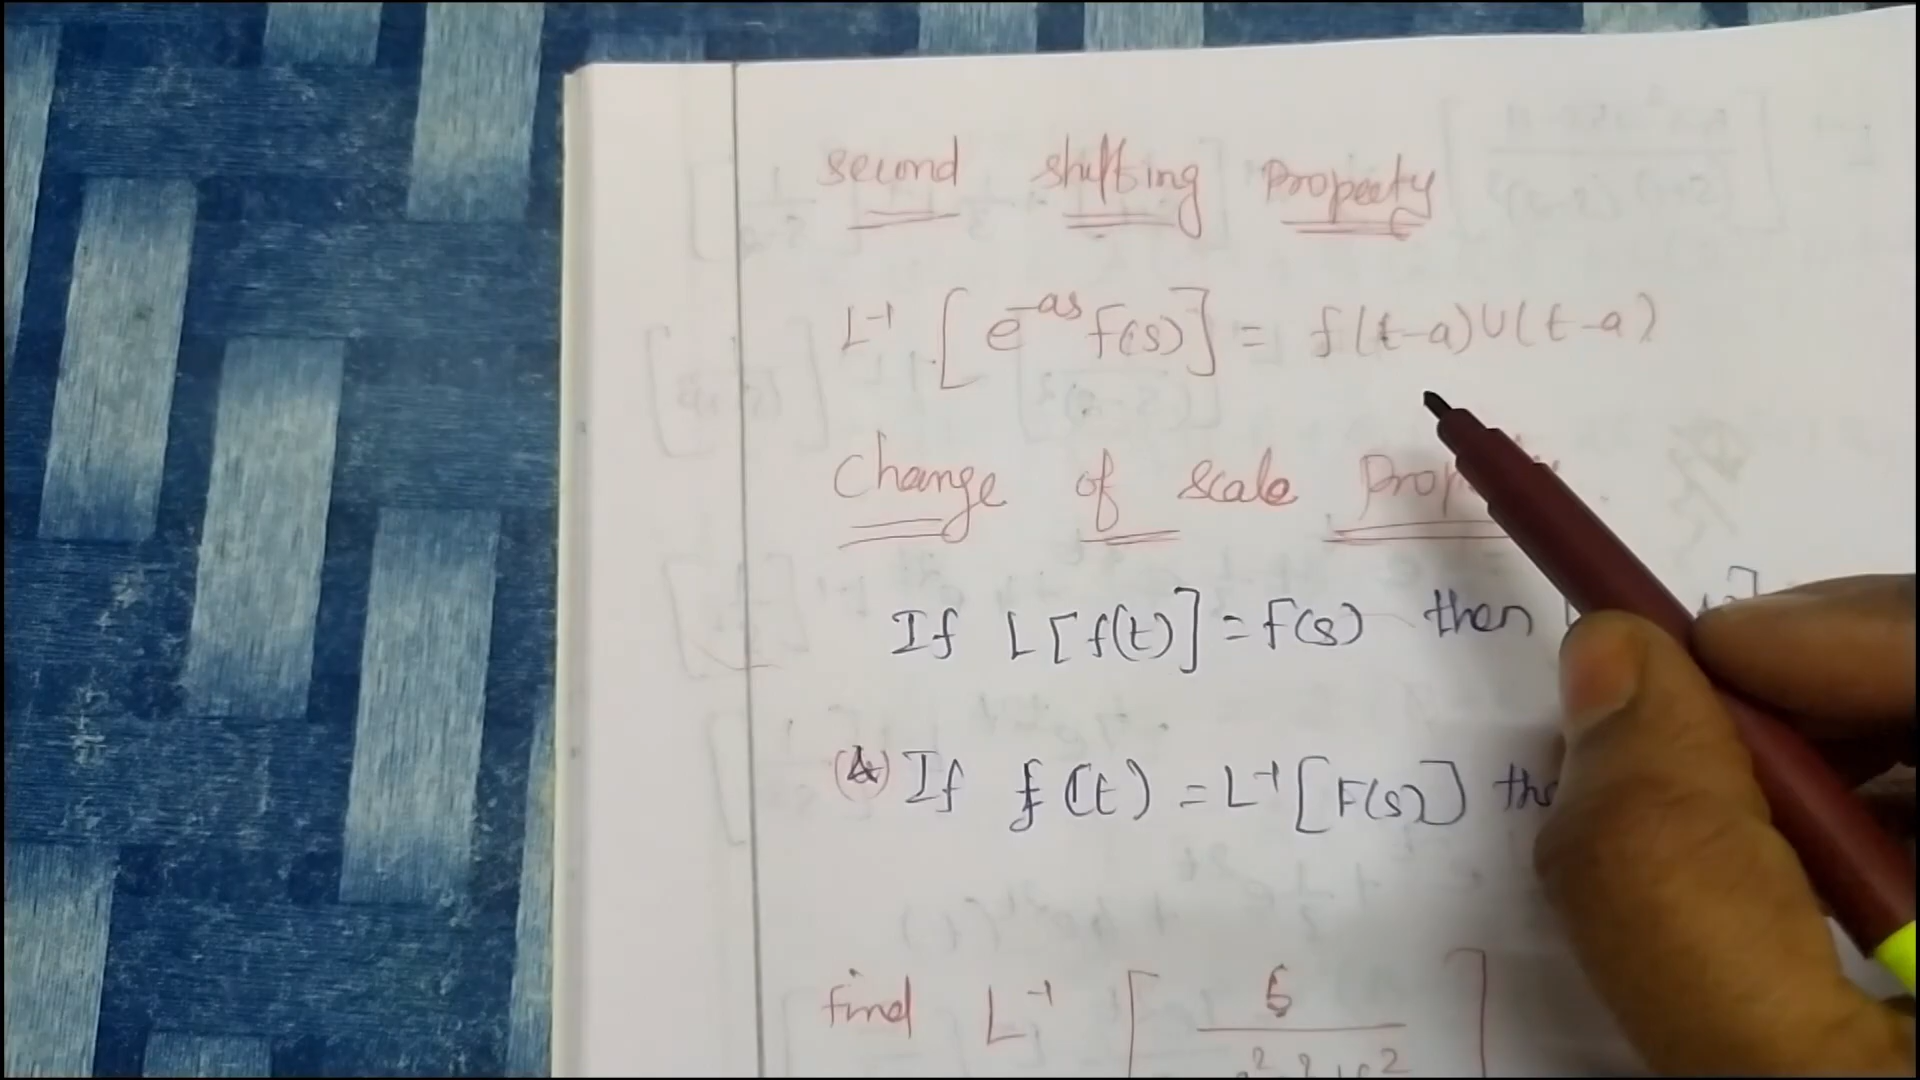 second shifting Property
L⁻¹ [e^-as F(s)] = f(t-a)U(t-a)
Change of scale
If L[f(t)] = F(s) then
If f(t) = L⁻¹[F(s)]
find L⁻¹ [